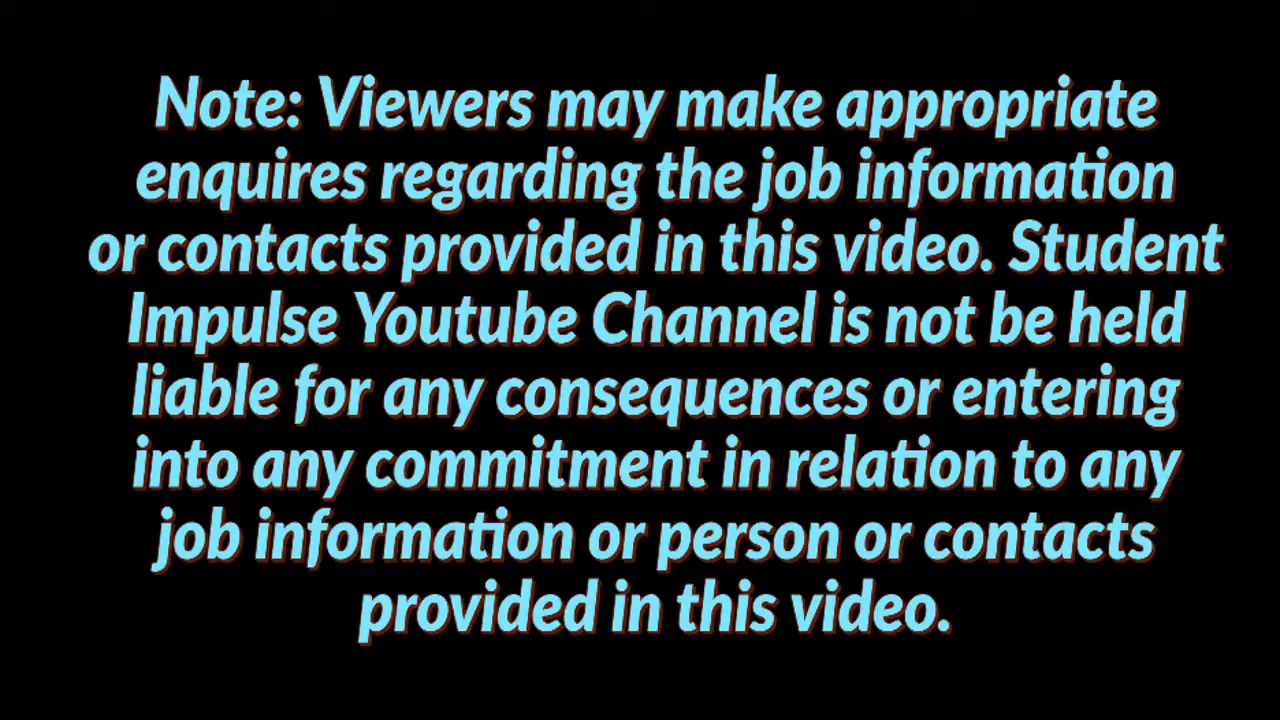 Note: Viewers may make appropriate
enquires regarding the job information
or contacts provided in this video. Student
Impulse Youtube Channel is not be held
liable for any consequences or entering
into any commitment in relation to any
job information or person or contacts
provided in this video.